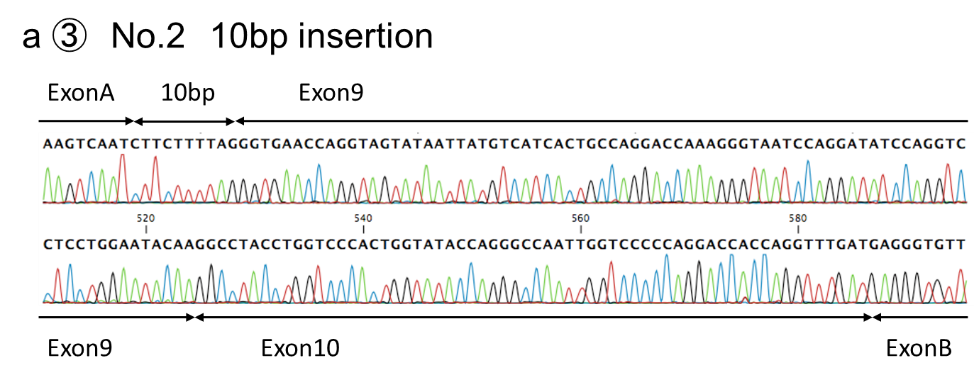 a ③ No.2 10bp insertion
ExonA 10bp Exon9
AAGTCAATCTTCTTTTAGGGTGAACCAGGTAGTATAATTATGTCATCACTGCCAGGACCAAAGGGTAATCCAGGATATCCAGGTC
520 540 560 580
CTCCTGGAATACAAGGCCTACCTGGTCCCACTGGTATACCAGGGCCAATTGGTCCCCCAGGACCACCAGGTTTGATGAGGGTGTT
Exon9 Exon10 ExonB